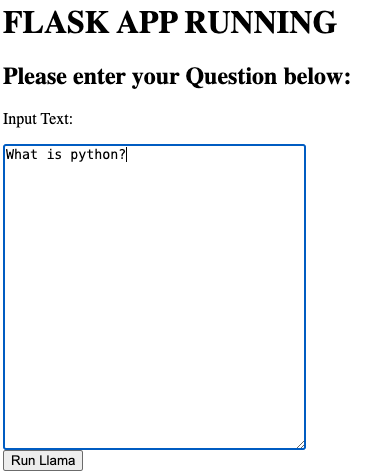 FLASK APP RUNNING
Please enter your Question below:
Input Text:
What is python?
Run Llama